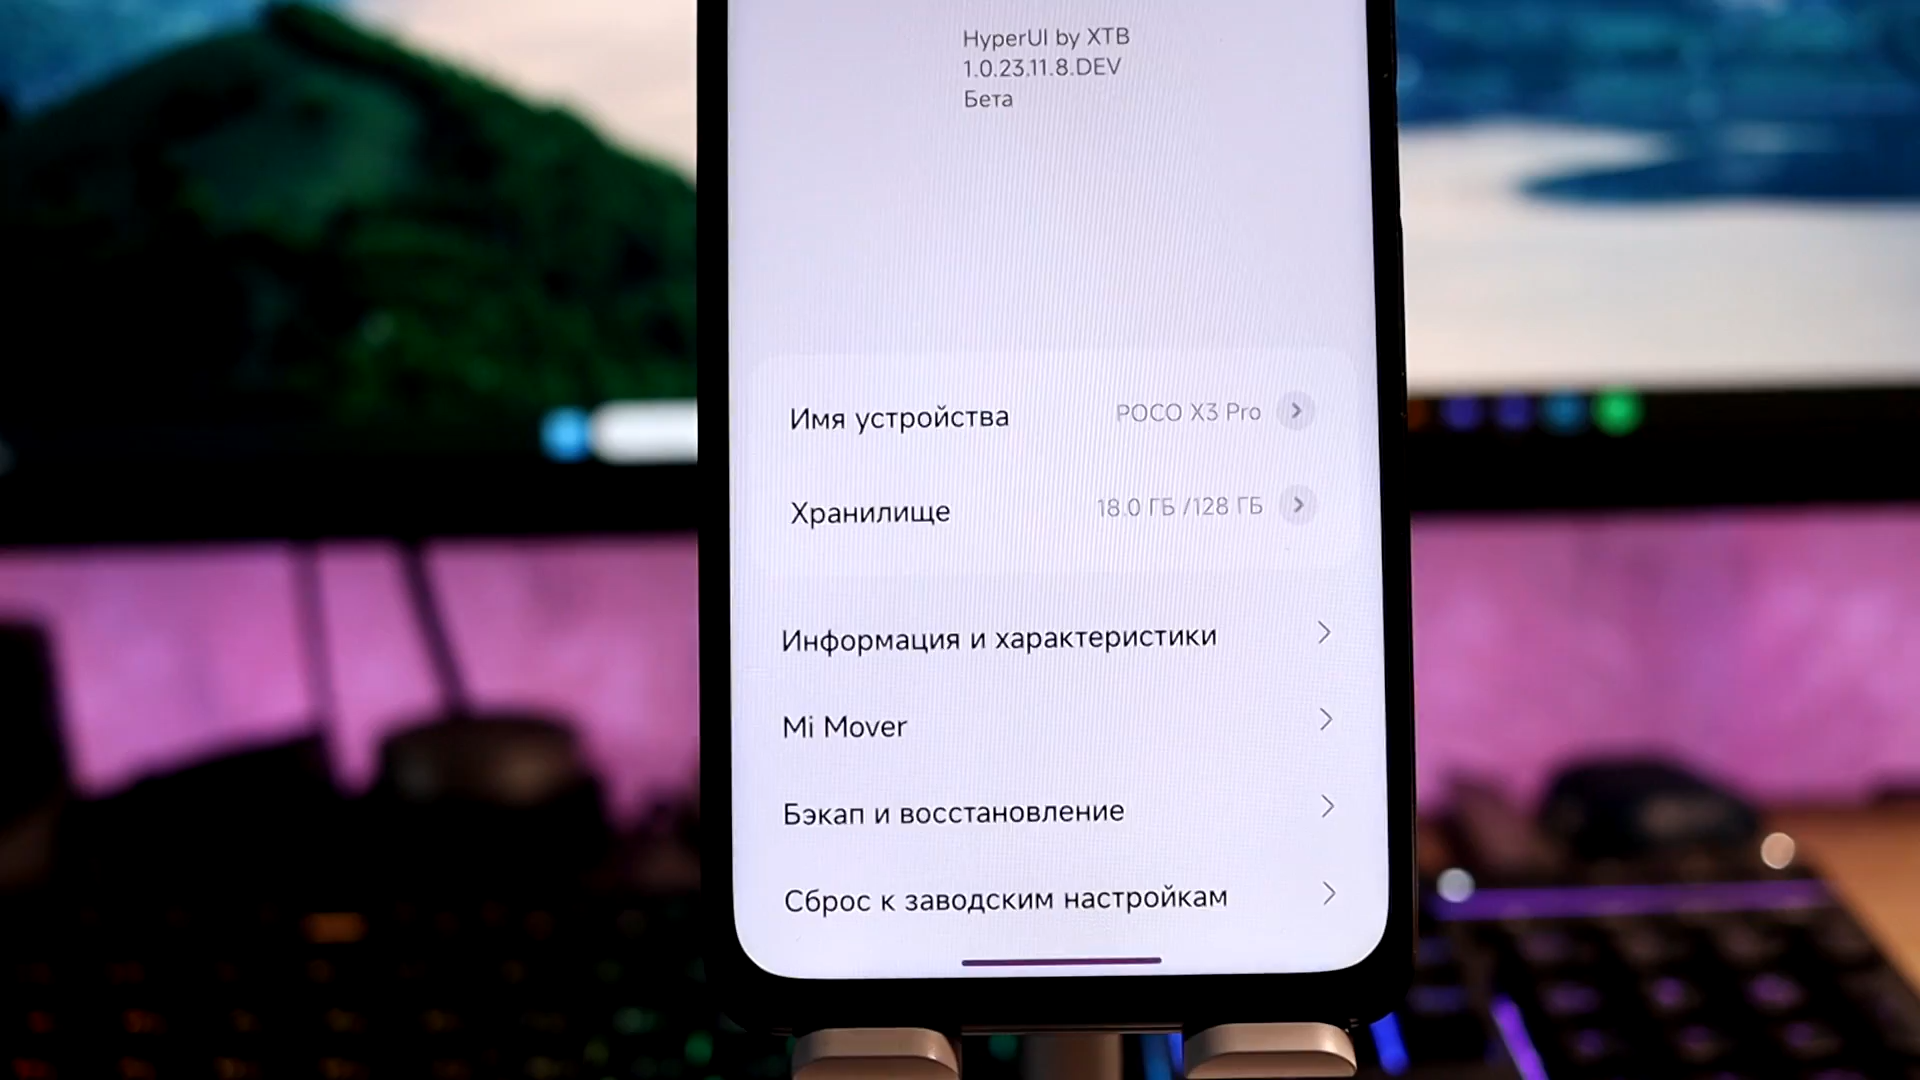 HyperUI by XTB
1.0.23.11.8.DEV
Бета
Имя устройства POCO X3 Pro
Хранилище 18.0 ГБ /128 ГБ
Информация и характеристики
Mi Mover
Бэкап и восстановление
Сброс к заводским настройкам